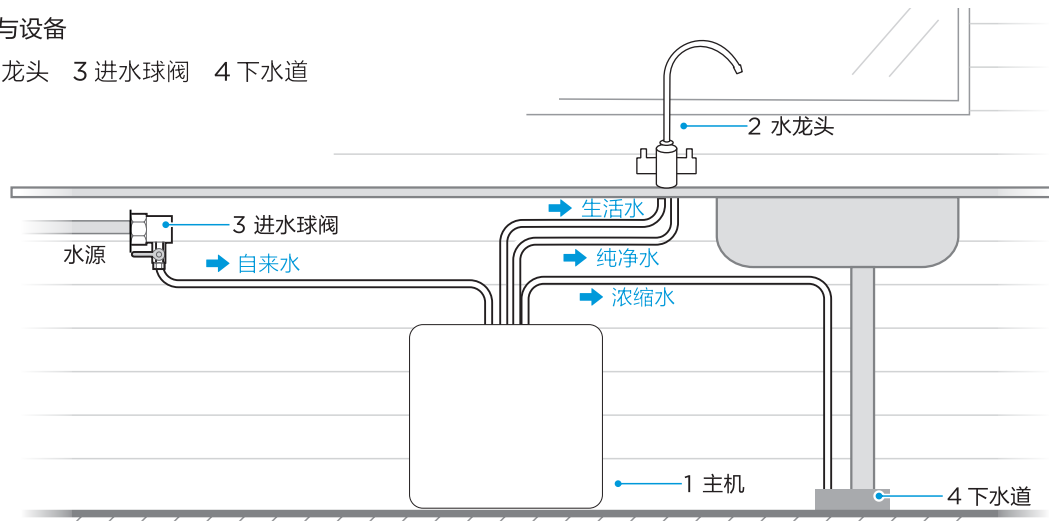 与设备
龙头 3 进水球阀 4 下水道
2 水龙头
生活水
3 进水球阀
水源
自来水
纯净水
浓缩水
1 主机
4 下水道